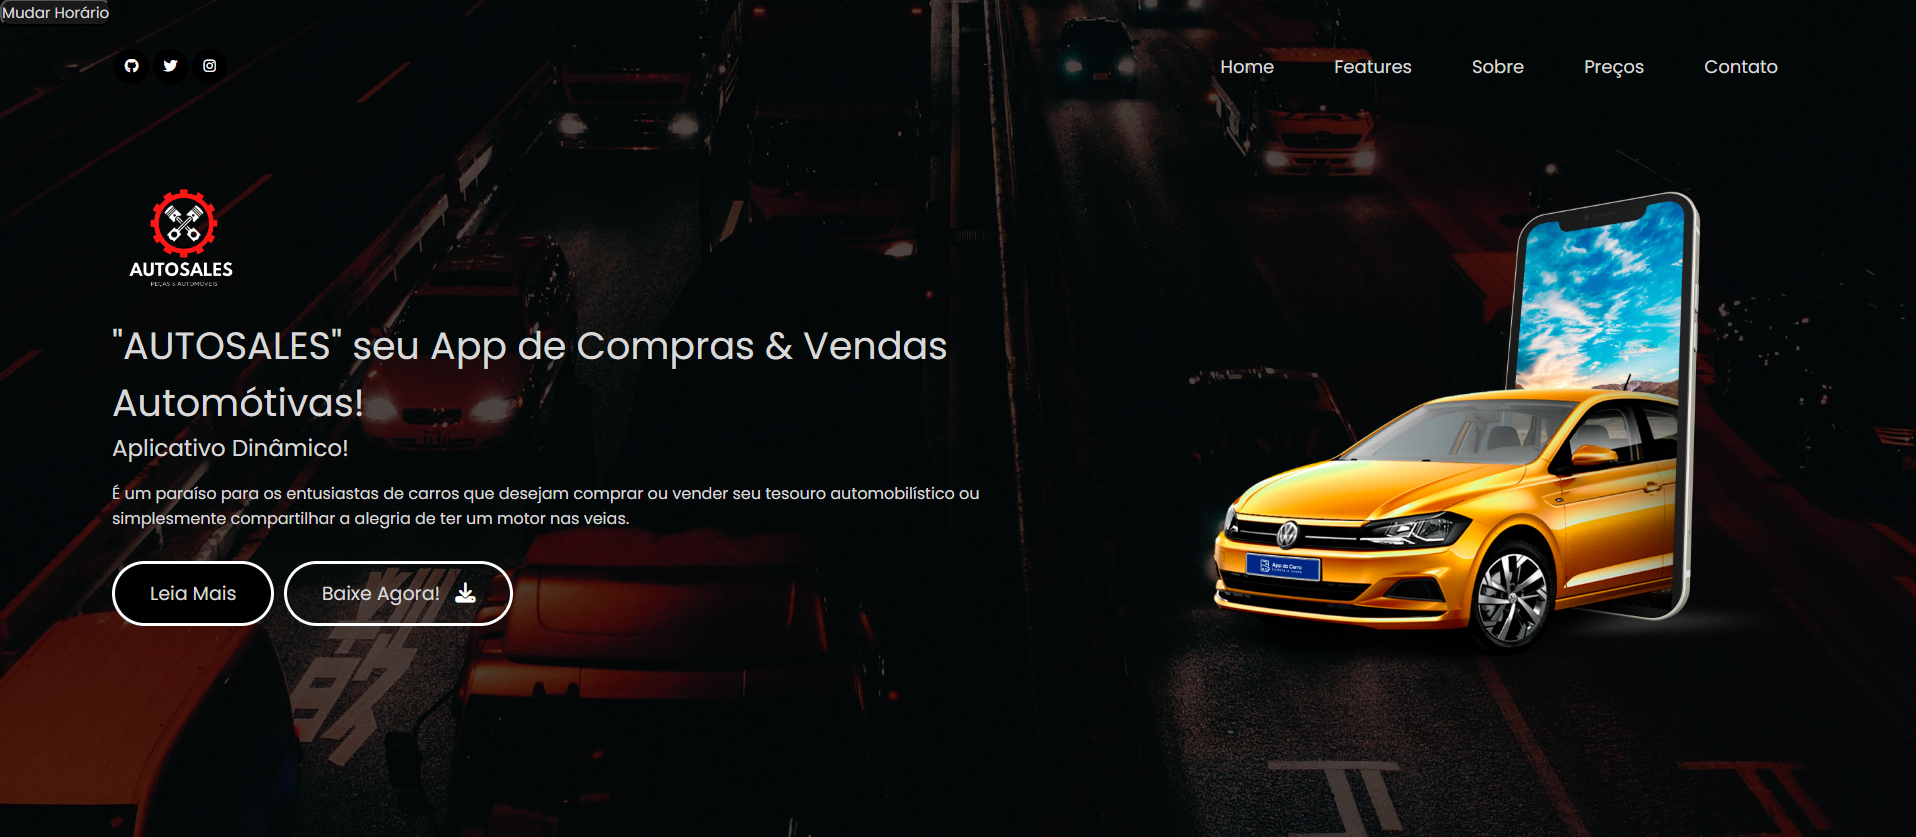 Mudar Horário
Home Features Sobre Preços Contato
AUTOSALES
PEÇAS & AUTOMÓVEIS
"AUTOSALES" seu App de Compras & Vendas
Automótivas!
Aplicativo Dinâmico!
É um paraíso para os entusiastas de carros que desejam comprar ou vender seu tesouro automobilístico ou
simplesmente compartilhar a alegria de ter um motor nas veias.
Leia Mais Baixe Agora!
App do Carro